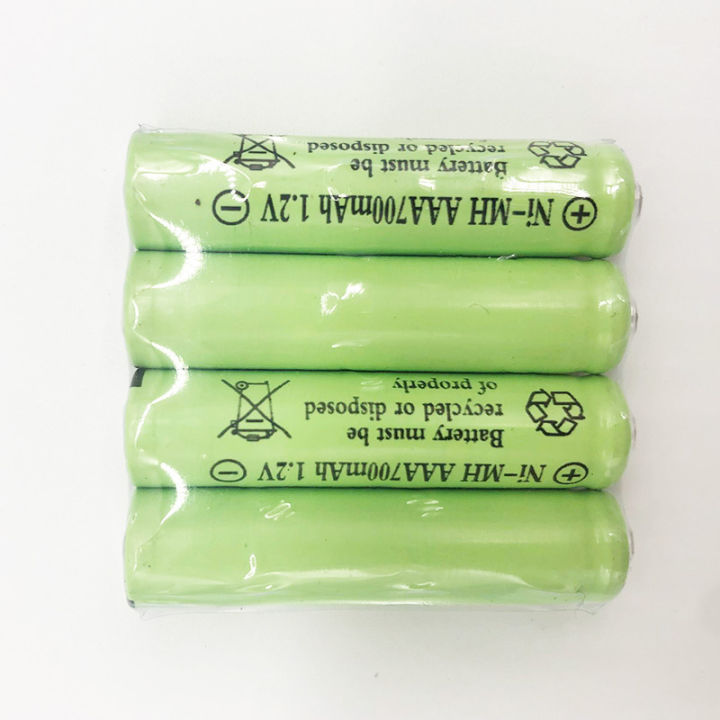 ⊕ Ni-MH AAA700mAh 1.2V ⊖
Battery must be
recycled or disposed
of properly
⊕ Ni-MH AAA700mAh 1.2V ⊖
Battery must be
recycled or disposed